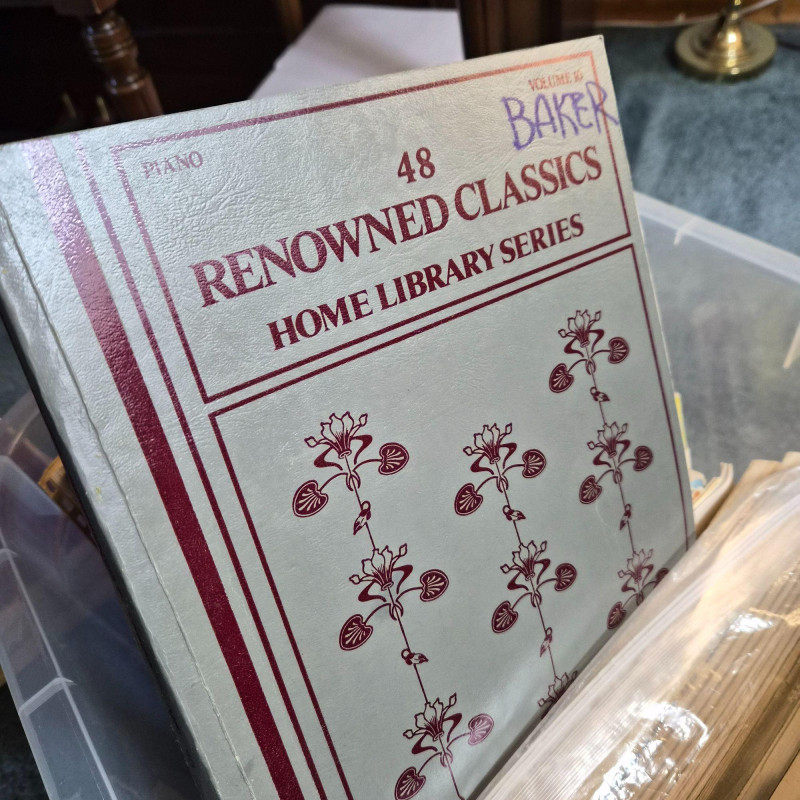 VOLUME 10
BAKER
PIANO
48
RENOWNED CLASSICS
HOME LIBRARY SERIES